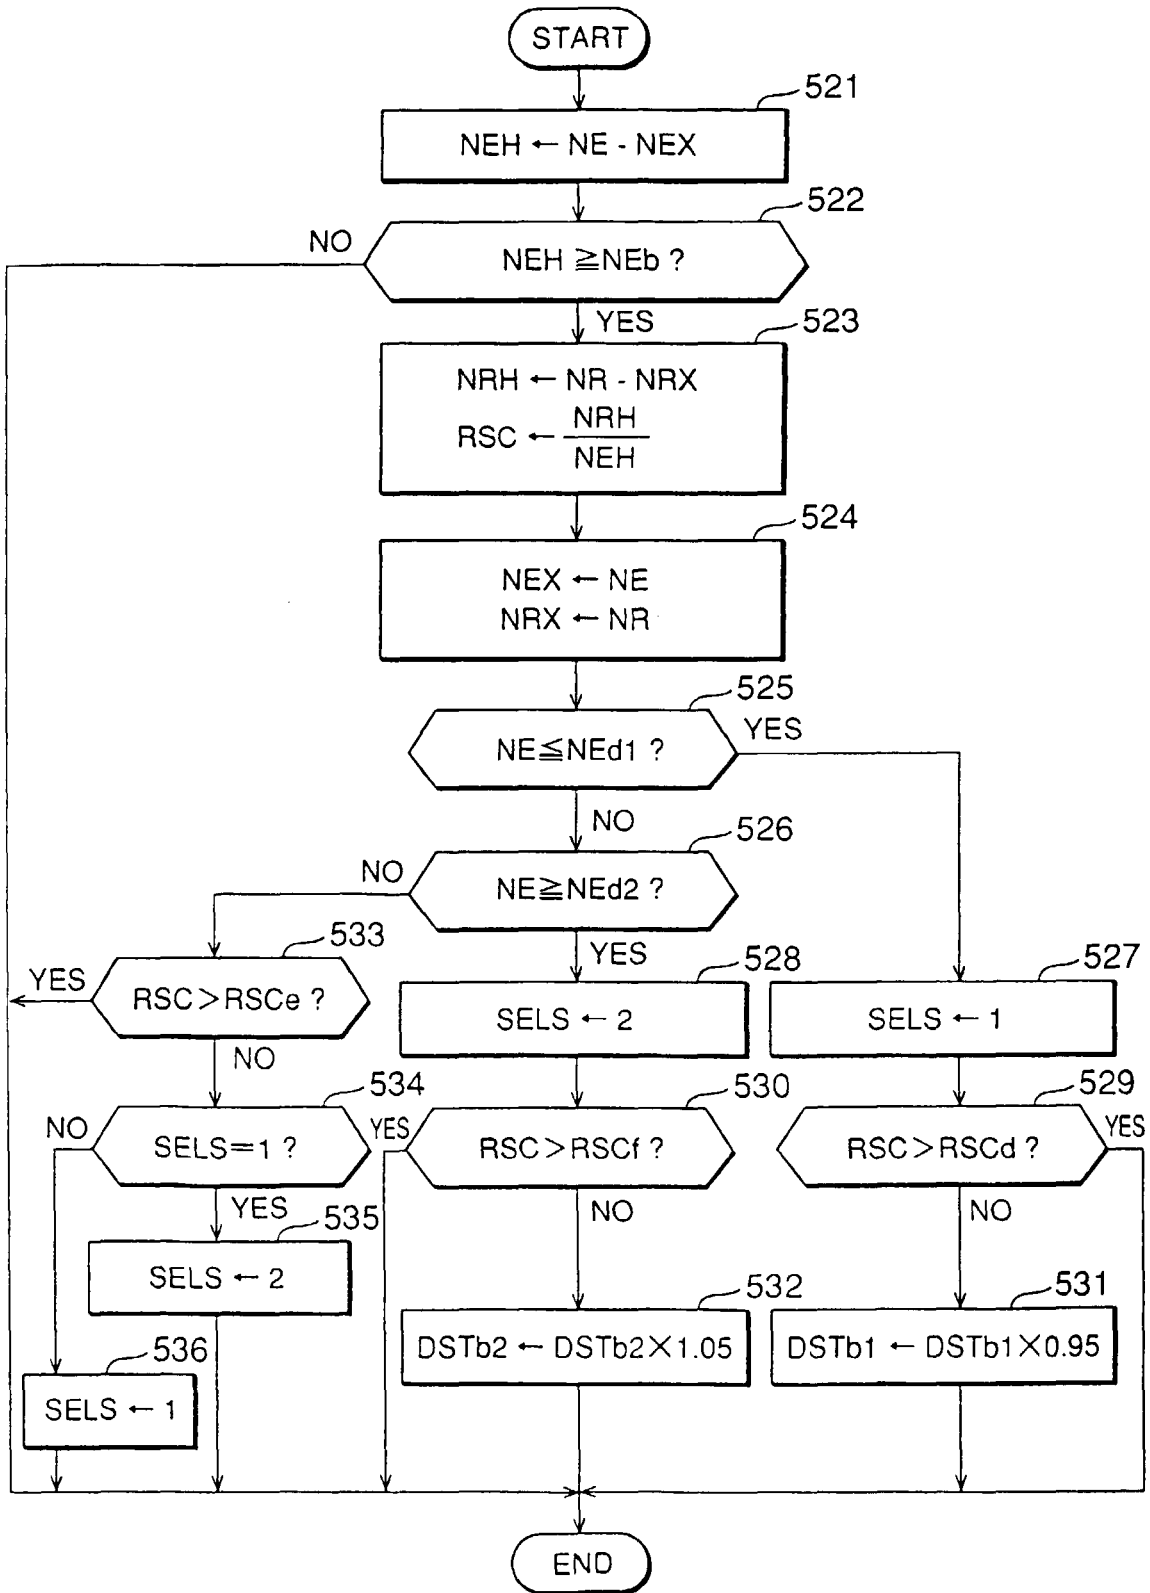 START
521
NEH ← NE - NEX
522
NO
NEH ≧ NEb ?
YES
523
NRH ← NR - NRX
RSC ← NRH
NEH
524
NEX ← NE
NRX ← NR
525
NE ≦ NEd1 ?
YES
NO
526
NO
NE ≧ NEd2 ?
YES
533
YES
RSC > RSCe ?
NO
528
SELS ← 2
527
SELS ← 1
534
NO
SELS = 1 ?
YES
530
YES
RSC > RSCf ?
NO
529
RSC > RSCd ?
YES
NO
535
SELS ← 2
532
DSTb2 ← DSTb2 × 1.05
531
DSTb1 ← DSTb1 × 0.95
536
SELS ← 1
END